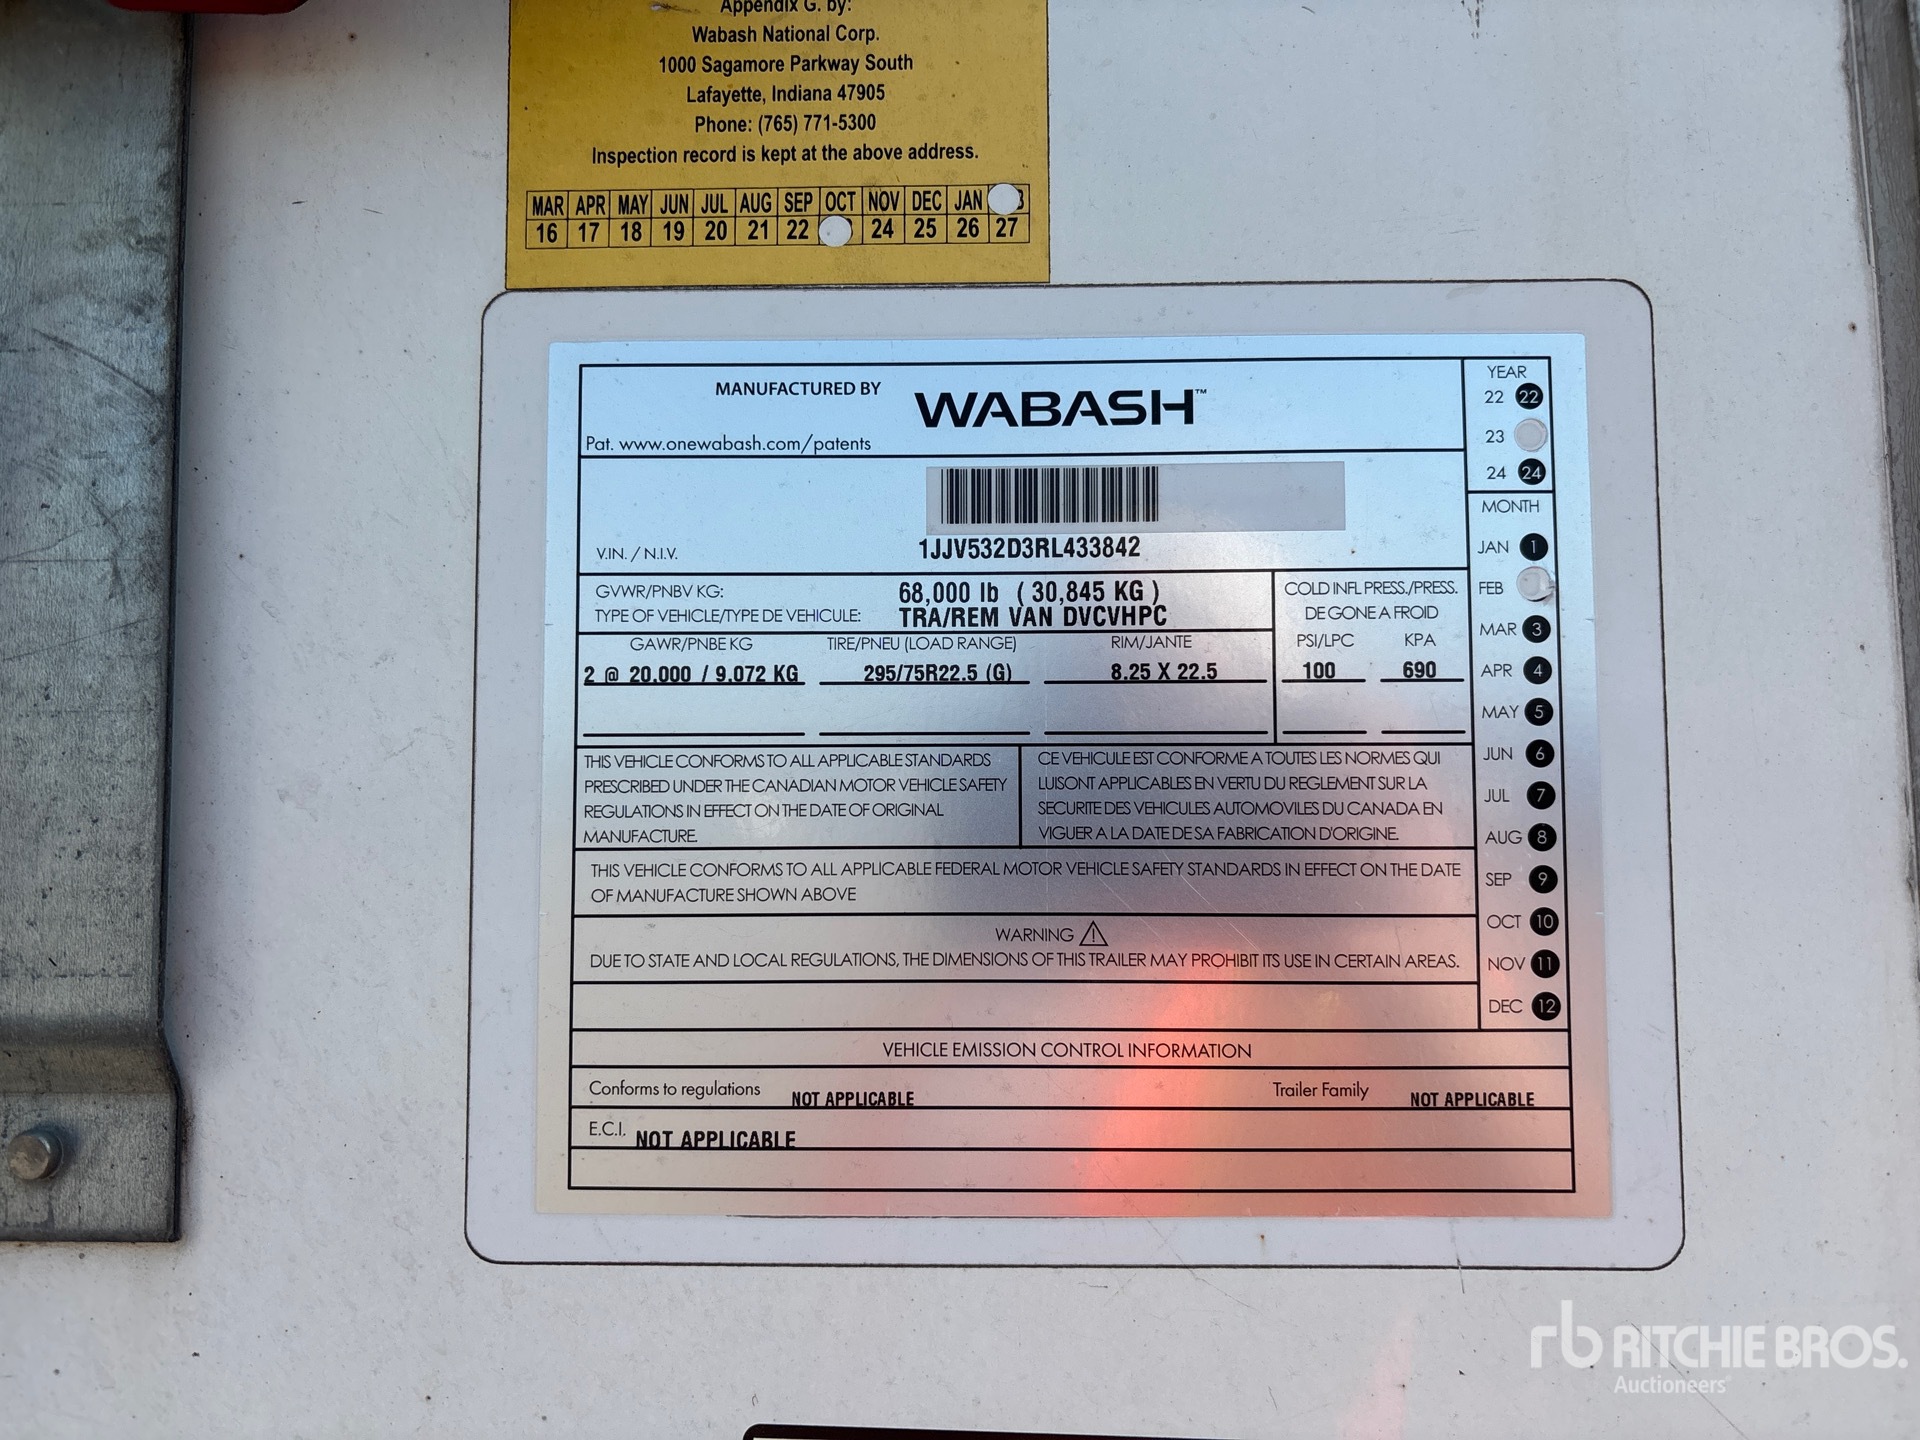 Appendix G. by:
Wabash National Corp.
1000 Sagamore Parkway South
Lafayette, Indiana 47905
Phone: (765) 771-5300
Inspection record is kept at the above address.
MAR APR MAY JUN JUL AUG SEP OCT NOV DEC JAN
16 17 18 19 20 21 22 24 25 26 27
MANUFACTURED BY WABASH™
Pat. www.onewabash.com/patents
V.IN. / N.I.V. 1JJV532D3RL433842
GVWR/PNBV KG: 68,000 lb ( 30,845 KG )
TYPE OF VEHICLE/TYPE DE VEHICULE: TRA/REM VAN DVCVHPC
COLD INFL PRESS./PRESS.
DE GONE A FROID
GAWR/PNBE KG TIRE/PNEU (LOAD RANGE) RIM/JANTE PSI/LPC KPA
2 @ 20,000 / 9,072 KG 295/75R22.5 (G) 8.25 X 22.5 100 690
THIS VEHICLE CONFORMS TO ALL APPLICABLE STANDARDS
PRESCRIBED UNDER THE CANADIAN MOTOR VEHICLE SAFETY
REGULATIONS IN EFFECT ON THE DATE OF ORIGINAL
MANUFACTURE.
CE VEHICULE EST CONFORME A TOUTES LES NORMES QUI
LUISONT APPLICABLES EN VERTU DU REGLEMENT SUR LA
SECURITE DES VEHICULES AUTOMOVILES DU CANADA EN
VIGUER A LA DATE DE SA FABRICATION D'ORIGINE.
THIS VEHICLE CONFORMS TO ALL APPLICABLE FEDERAL MOTOR VEHICLE SAFETY STANDARDS IN EFFECT ON THE DATE
OF MANUFACTURE SHOWN ABOVE
WARNING
DUE TO STATE AND LOCAL REGULATIONS, THE DIMENSIONS OF THIS TRAILER MAY PROHIBIT ITS USE IN CERTAIN AREAS.
YEAR
22 22
23
24 24
MONTH
JAN 1
FEB
MAR 3
APR 4
MAY 5
JUN 6
JUL 7
AUG 8
SEP 9
OCT 10
NOV 11
DEC 12
VEHICLE EMISSION CONTROL INFORMATION
Conforms to regulations NOT APPLICABLE Trailer Family NOT APPLICABLE
E.C.I. NOT APPLICABLE
rb RITCHIE BROS.
Auctioneers